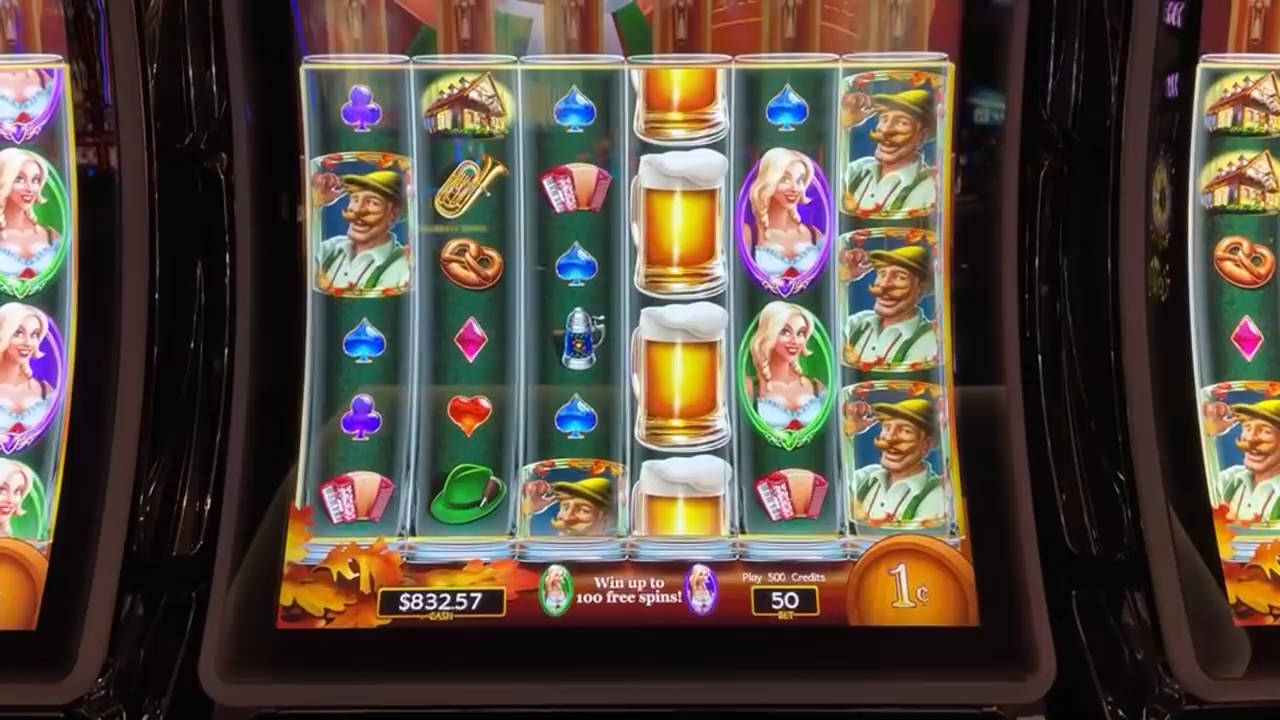 $832.57
CASH
Win up to
100 free spins!
Play 500 Credits
50
BET
1¢